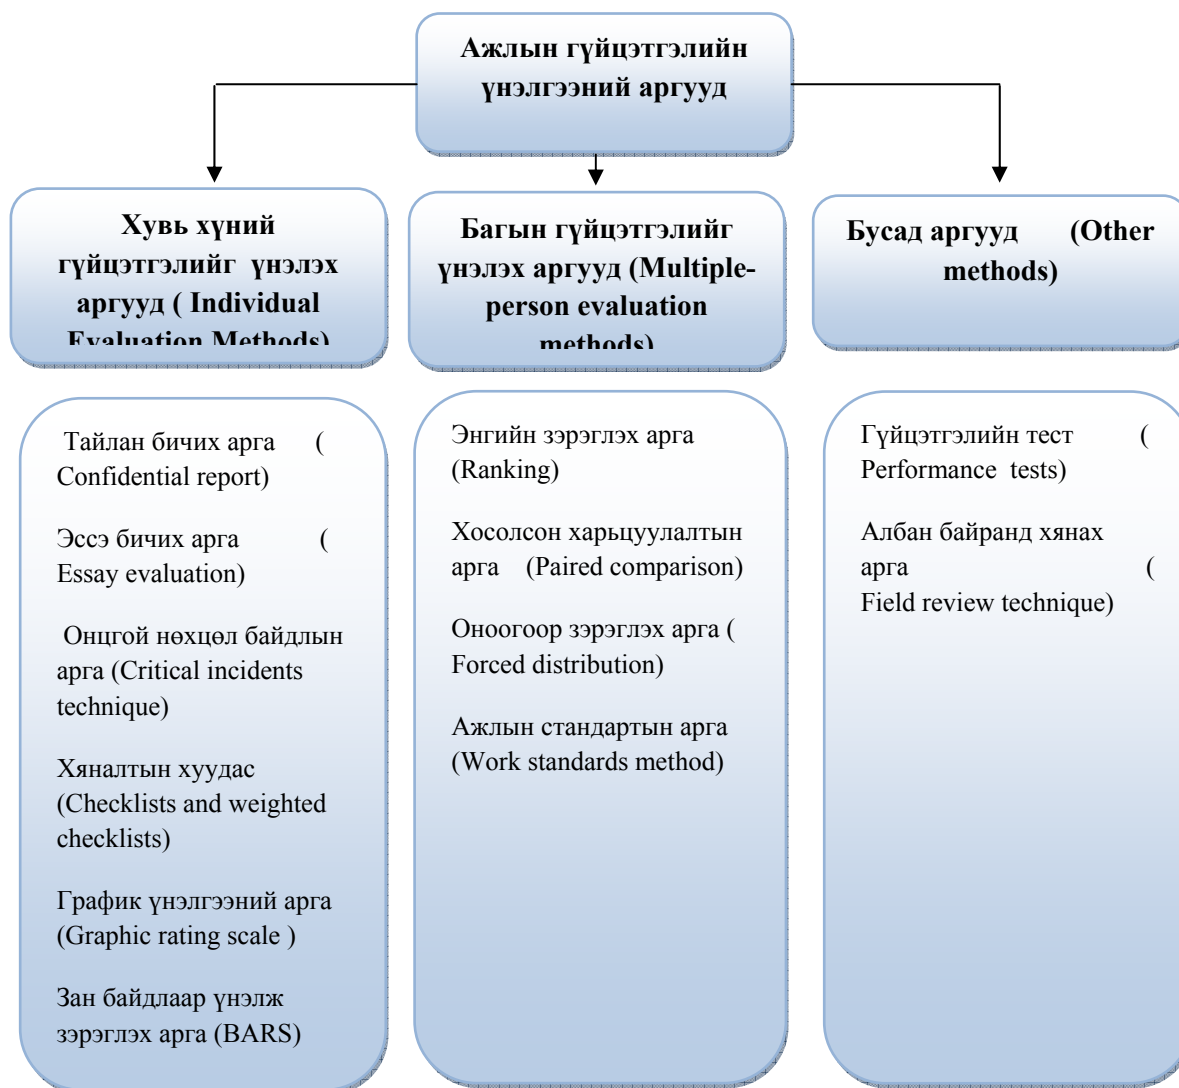 Ажлын гүйцэтгэлийн
үнэлгээний аргууд
Хувь хүний
гүйцэтгэлийг үнэлэх
аргууд ( Individual
Evaluation Methods)
Багын гүйцэтгэлийг
үнэлэх аргууд (Multiple-
person evaluation
methods)
Бусад аргууд (Other
methods)
Тайлан бичих арга (
Confidential report)
Эссэ бичих арга (
Essay evaluation)
Онцгой нөхцөл байдлын
арга (Critical incidents
technique)
Хяналтын хуудас
(Checklists and weighted
checklists)
График үнэлгээний арга
(Graphic rating scale )
Зан байдлаар үнэлж
зэрэглэх арга (BARS)
Энгийн зэрэглэх арга
(Ranking)
Хосолсон харьцуулалтын
арга (Paired comparison)
Оноогоор зэрэглэх арга (
Forced distribution)
Ажлын стандартын арга
(Work standards method)
Гүйцэтгэлийн тест (
Performance tests)
Албан байранд хянах
арга (
Field review technique)